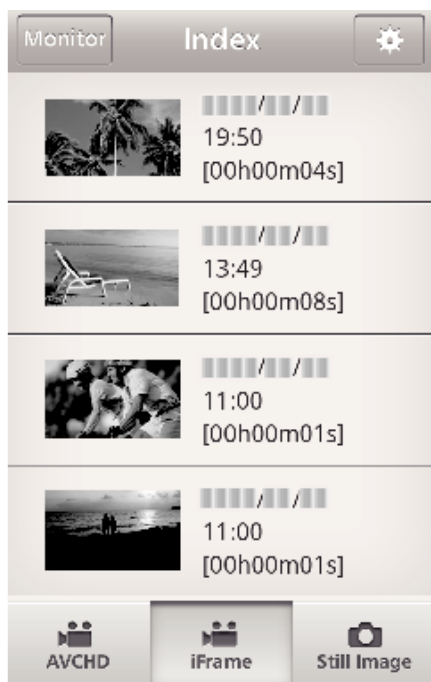 Monitor Index
19:50
[00h00m04s]
13:49
[00h00m08s]
11:00
[00h00m01s]
11:00
[00h00m01s]
AVCHD iFrame Still Image